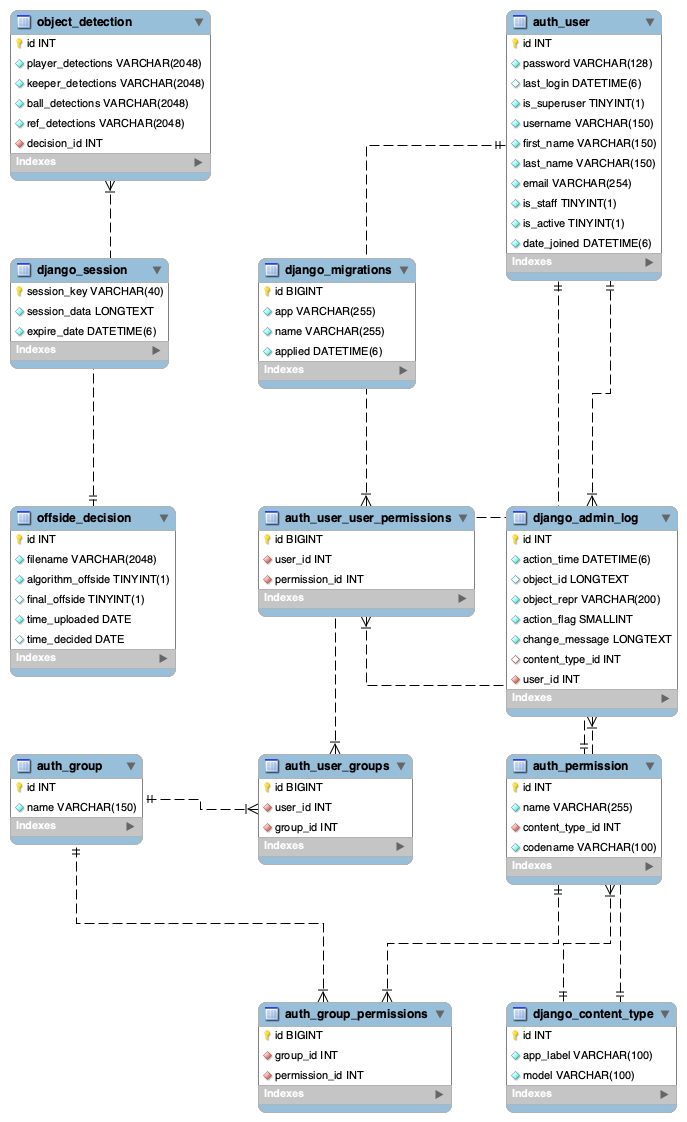 object_detection
id INT
player_detections VARCHAR(2048)
keeper_detections VARCHAR(2048)
ball_detections VARCHAR(2048)
ref_detections VARCHAR(2048)
decision_id INT
Indexes
auth_user
id INT
password VARCHAR(128)
last_login DATETIME(6)
is_superuser TINYINT(1)
username VARCHAR(150)
first_name VARCHAR(150)
last_name VARCHAR(150)
email VARCHAR(254)
is_staff TINYINT(1)
is_active TINYINT(1)
date_joined DATETIME(6)
Indexes
django_session
session_key VARCHAR(40)
session_data LONGTEXT
expire_date DATETIME(6)
Indexes
django_migrations
id BIGINT
app VARCHAR(255)
name VARCHAR(255)
applied DATETIME(6)
Indexes
offside_decision
id INT
filename VARCHAR(2048)
algorithm_offside TINYINT(1)
final_offside TINYINT(1)
time_uploaded DATE
time_decided DATE
Indexes
auth_user_user_permissions
id BIGINT
user_id INT
permission_id INT
Indexes
django_admin_log
id INT
action_time DATETIME(6)
object_id LONGTEXT
object_repr VARCHAR(200)
action_flag SMALLINT
change_message LONGTEXT
content_type_id INT
user_id INT
Indexes
auth_group
id INT
name VARCHAR(150)
Indexes
auth_user_groups
id BIGINT
user_id INT
group_id INT
Indexes
auth_permission
id INT
name VARCHAR(255)
content_type_id INT
codename VARCHAR(100)
Indexes
auth_group_permissions
id BIGINT
group_id INT
permission_id INT
Indexes
django_content_type
id INT
app_label VARCHAR(100)
model VARCHAR(100)
Indexes